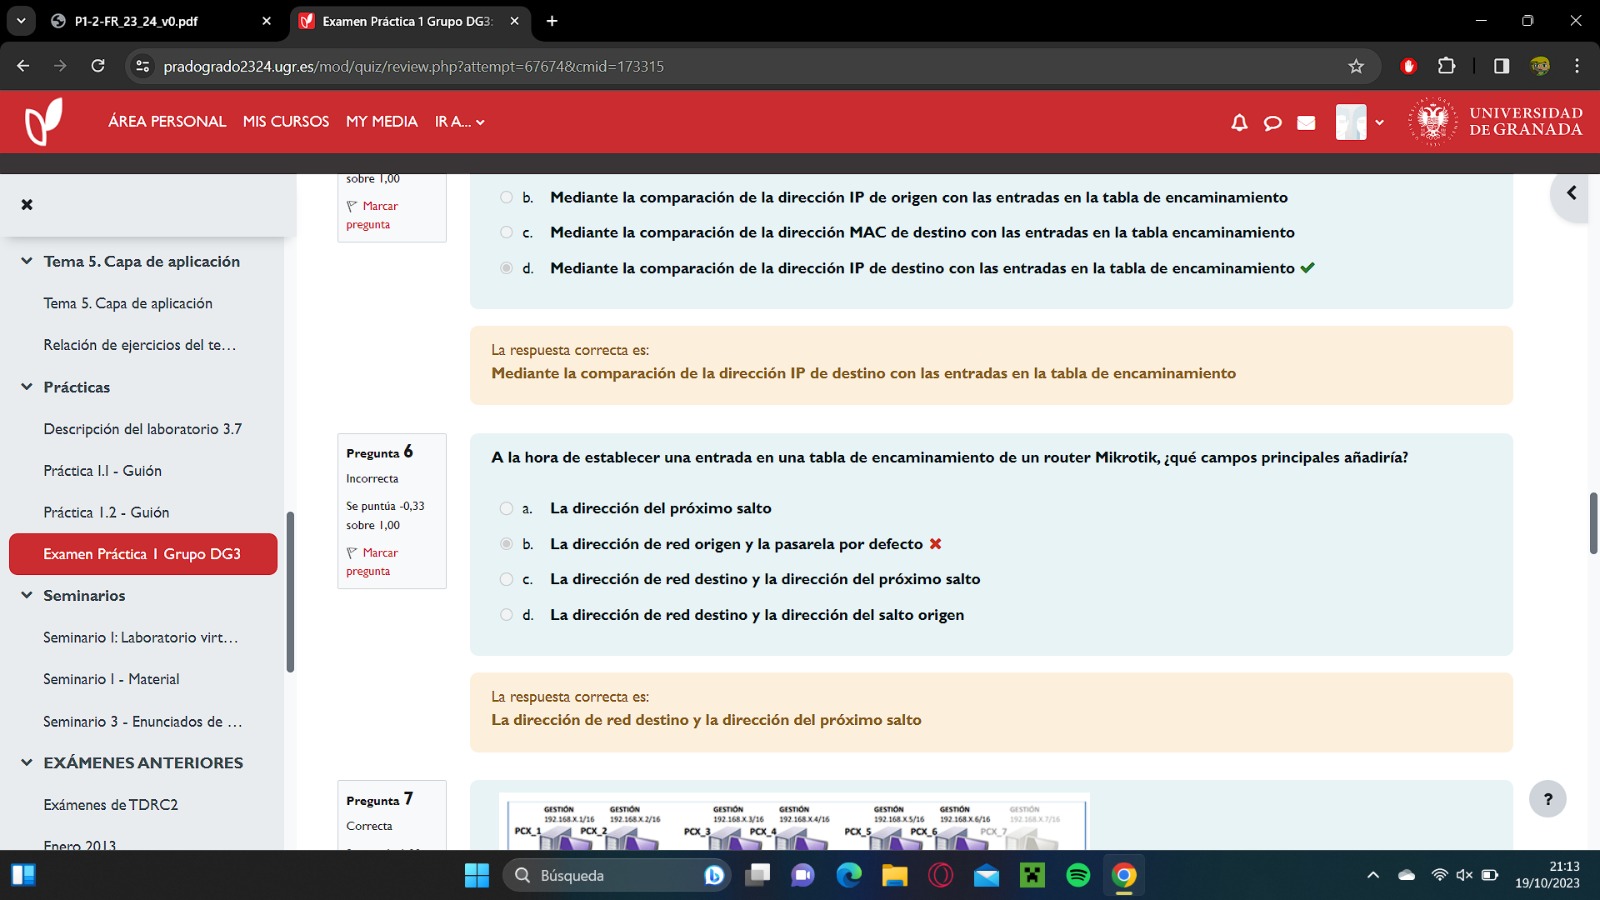 P1-2-FR_23_24_v0.pdf
Examen Práctica 1 Grupo DG3:
pradogrado2324.ugr.es/mod/quiz/review.php?attempt=67674&cmid=173315
ÁREA PERSONAL
MIS CURSOS
MY MEDIA
IR A...
UNIVERSIDAD
DE GRANADA
Tema 5. Capa de aplicación
Tema 5. Capa de aplicación
Relación de ejercicios del te...
Prácticas
Descripción del laboratorio 3.7
Práctica 1.1 - Guión
Práctica 1.2 - Guión
Examen Práctica 1 Grupo DG3
Seminarios
Seminario I: Laboratorio virt...
Seminario I - Material
Seminario 3 - Enunciados de ...
EXÁMENES ANTERIORES
Exámenes de TDRC2
Enero 2013
sobre 1,00
Marcar
pregunta
b. Mediante la comparación de la dirección IP de origen con las entradas en la tabla de encaminamiento
c. Mediante la comparación de la dirección MAC de destino con las entradas en la tabla encaminamiento
d. Mediante la comparación de la dirección IP de destino con las entradas en la tabla de encaminamiento
La respuesta correcta es:
Mediante la comparación de la dirección IP de destino con las entradas en la tabla de encaminamiento
Pregunta 6
Incorrecta
Se puntúa -0,33
sobre 1,00
Marcar
pregunta
A la hora de establecer una entrada en una tabla de encaminamiento de un router Mikrotik, ¿qué campos principales añadiría?
a. La dirección del próximo salto
b. La dirección de red origen y la pasarela por defecto
c. La dirección de red destino y la dirección del próximo salto
d. La dirección de red destino y la dirección del salto origen
La respuesta correcta es:
La dirección de red destino y la dirección del próximo salto
Pregunta 7
Correcta
GESTIÓN GESTIÓN GESTIÓN GESTIÓN GESTIÓN GESTIÓN GESTIÓN
192.168.X.1/16 192.168.X.2/16 192.168.X.3/16 192.168.X.4/16 192.168.X.5/16 192.168.X.6/16 192.168.X.7/16
PCX_1 PCX_2 PCX_3 PCX_4 PCX_5 PCX_6 PCX_7
?
Búsqueda
21:13
19/10/2023